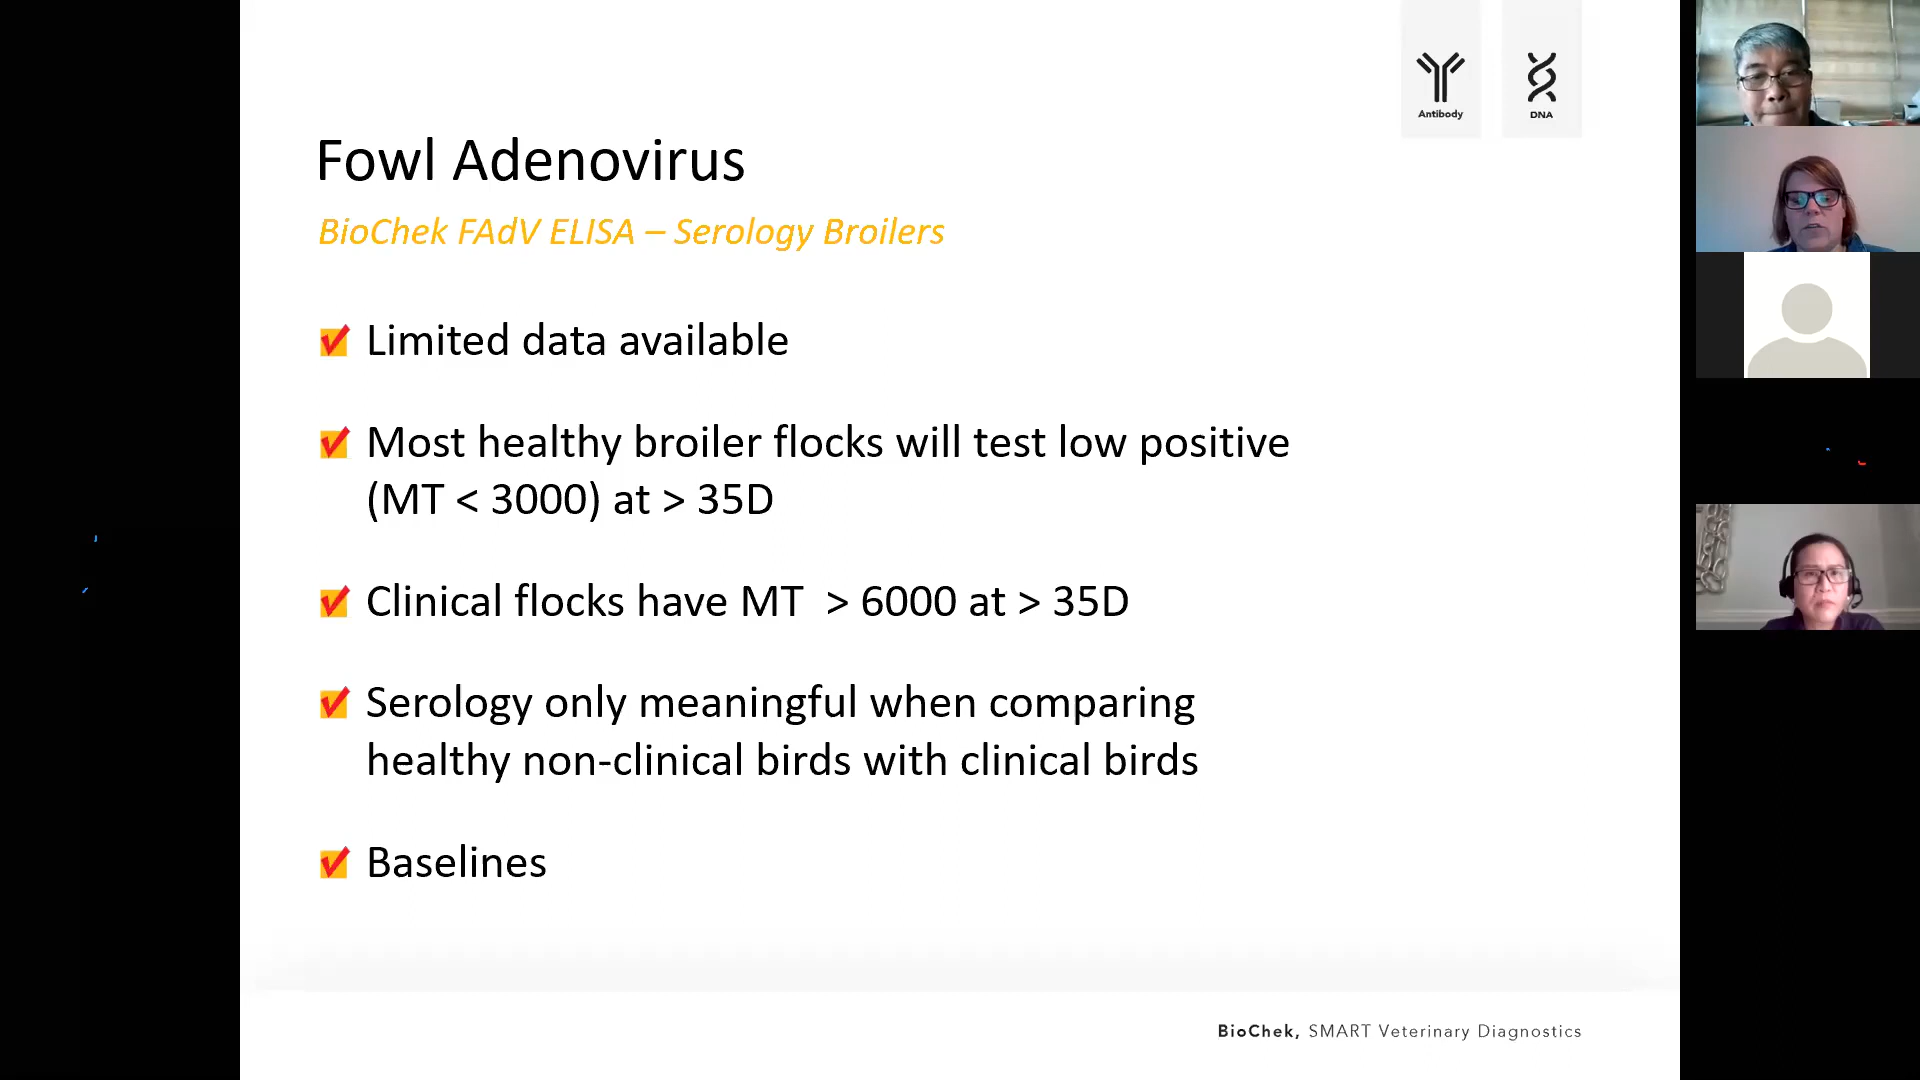 Antibody
DNA
Fowl Adenovirus
BioChek FAdV ELISA – Serology Broilers
Limited data available
Most healthy broiler flocks will test low positive
(MT < 3000) at > 35D
Clinical flocks have MT  > 6000 at > 35D
Serology only meaningful when comparing
healthy non-clinical birds with clinical birds
Baselines
BioChek, SMART Veterinary Diagnostics